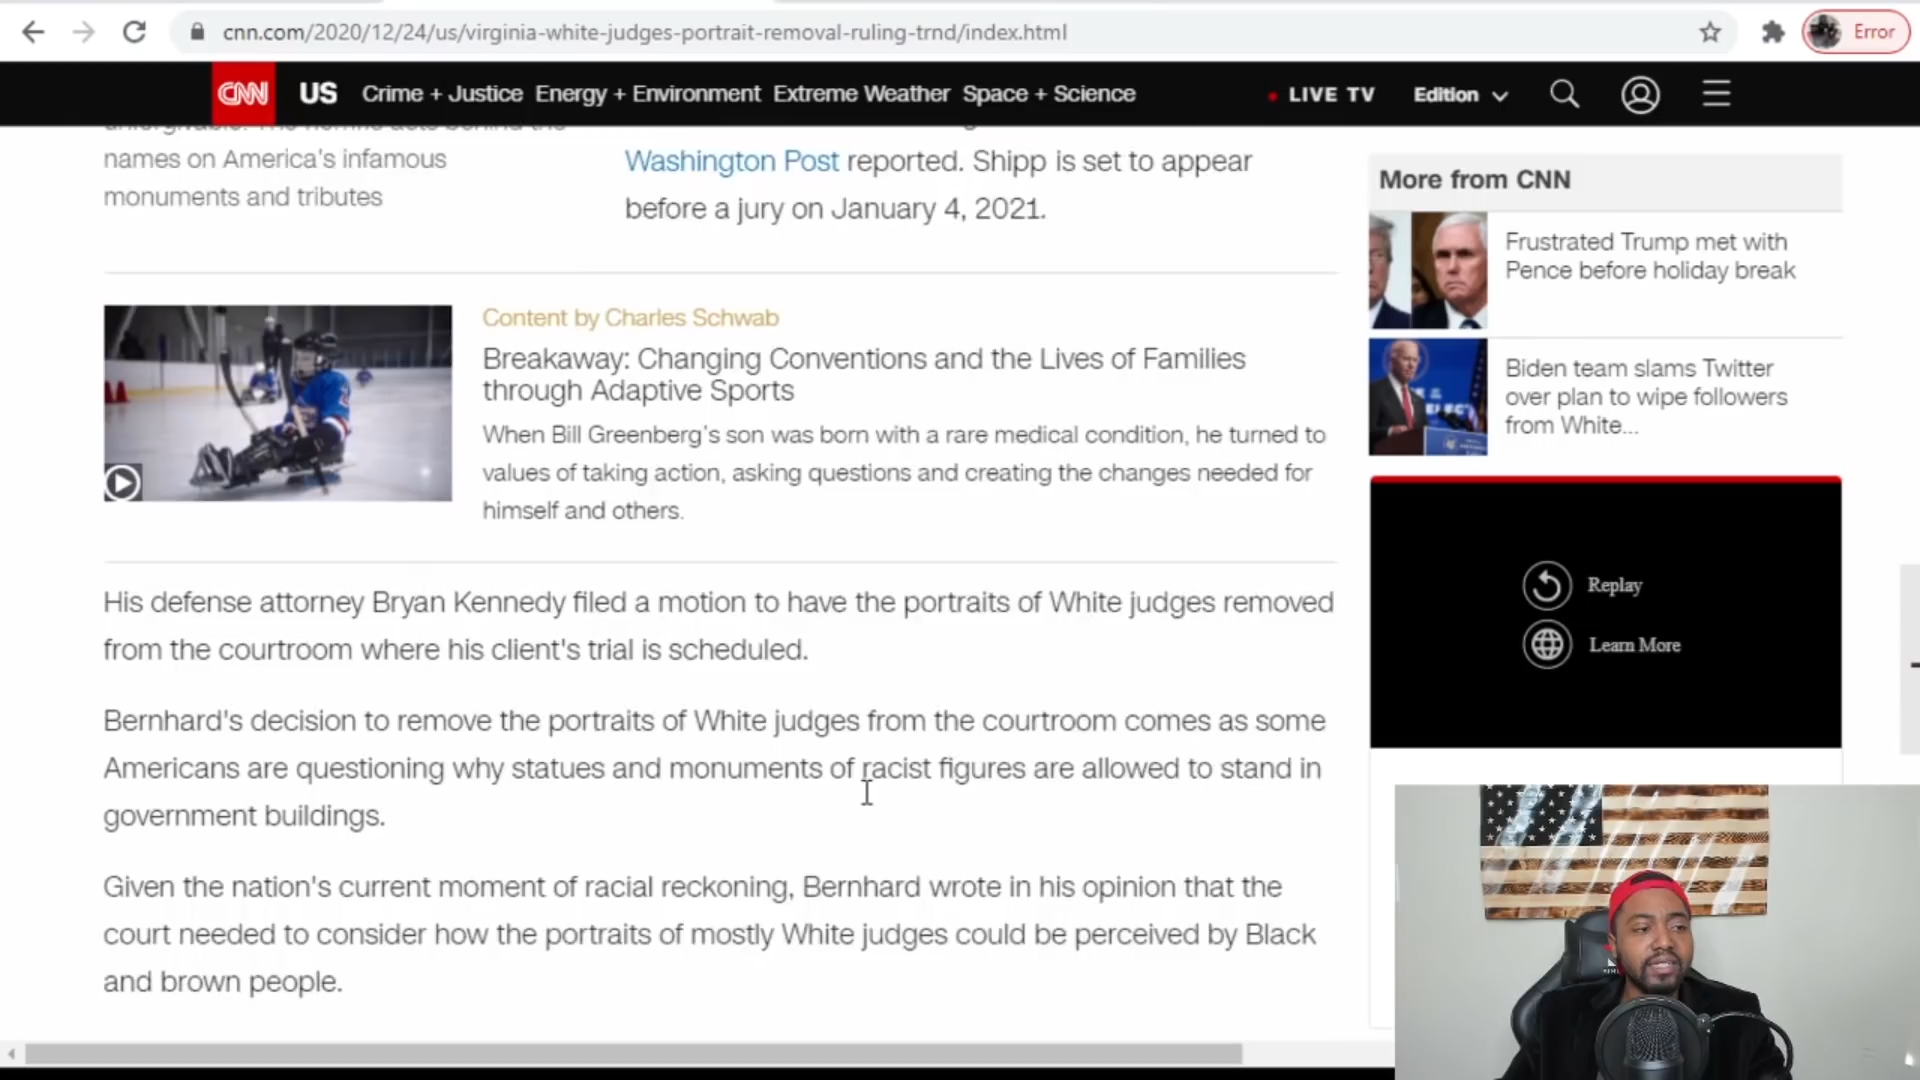 cnn.com/2020/12/24/us/virginia-white-judges-portrait-removal-ruling-trnd/index.html
Error
CNN US Crime + Justice Energy + Environment Extreme Weather Space + Science
LIVE TV Edition
names on America's infamous
monuments and tributes
Washington Post reported. Shipp is set to appear
before a jury on January 4, 2021.
Content by Charles Schwab
Breakaway: Changing Conventions and the Lives of Families
through Adaptive Sports
When Bill Greenberg's son was born with a rare medical condition, he turned to
values of taking action, asking questions and creating the changes needed for
himself and others.
His defense attorney Bryan Kennedy filed a motion to have the portraits of White judges removed
from the courtroom where his client's trial is scheduled.
Bernhard's decision to remove the portraits of White judges from the courtroom comes as some
Americans are questioning why statues and monuments of racist figures are allowed to stand in
government buildings.
Given the nation's current moment of racial reckoning, Bernhard wrote in his opinion that the
court needed to consider how the portraits of mostly White judges could be perceived by Black
and brown people.
More from CNN
Frustrated Trump met with
Pence before holiday break
Biden team slams Twitter
over plan to wipe followers
from White...
Replay
Learn More